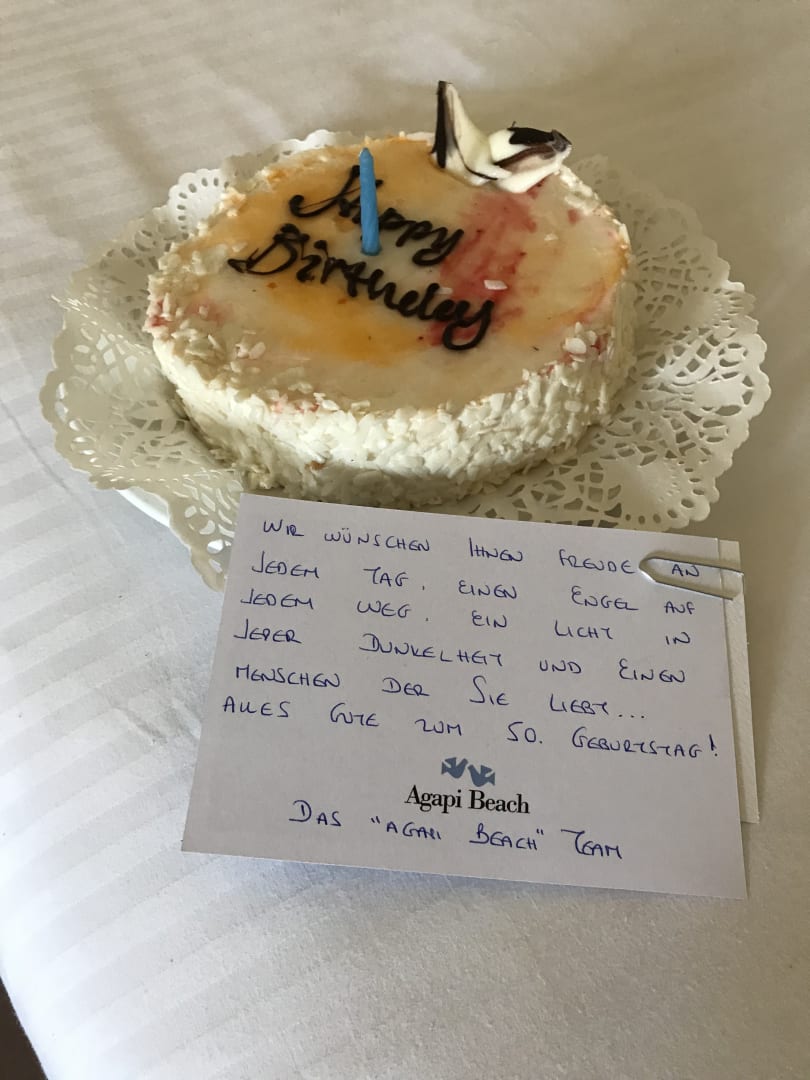 Happy
Birthday
WIR WÜNSCHEN IHNEN FREUDE AN
JEDEM TAG, EINEN ENGEL AUF
JEDEM WEG, EIN LICHT IN
JEDER DUNKELHEIT UND EINEN
MENSCHEN DER SIE LIEBT...
ALLES GUTE ZUM 50. GEBURTSTAG!
Agapi Beach
DAS "AGAPI BEACH" TEAM